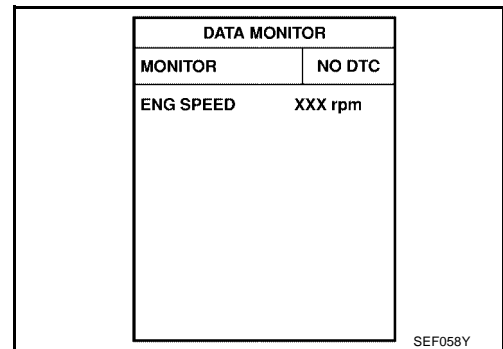 DATA MONITOR
MONITOR NO DTC
ENG SPEED XXX rpm
SEF058Y